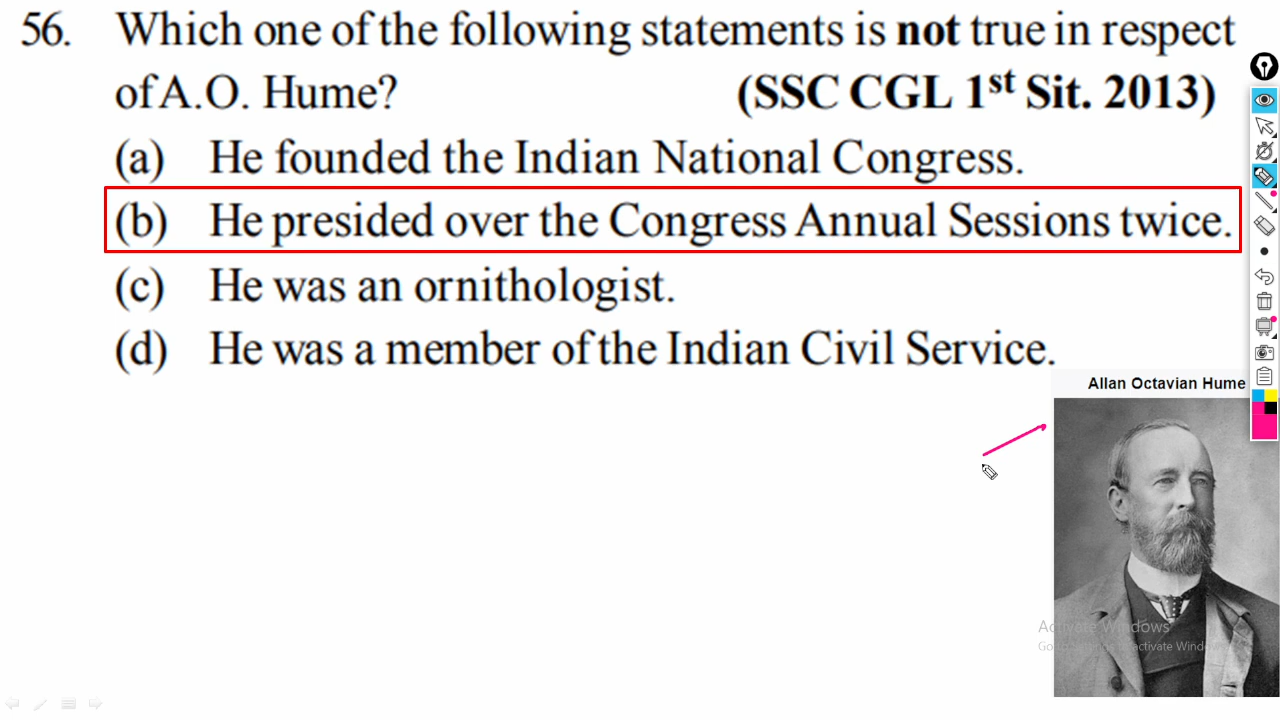 56. Which one of the following statements is not true in respect
of A.O. Hume? (SSC CGL 1st Sit. 2013)
(a) He founded the Indian National Congress.
(b) He presided over the Congress Annual Sessions twice.
(c) He was an ornithologist.
(d) He was a member of the Indian Civil Service.
Allan Octavian Hume
Activate Windows